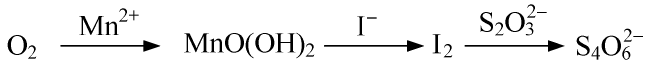 O₂ —Mn²⁺→ MnO(OH)₂ —I⁻→ I₂ —S₂O₃²⁻→ S₄O₆²⁻